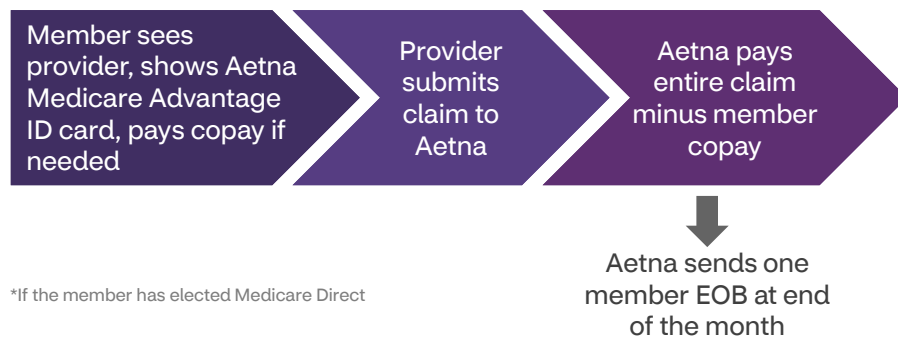 Member sees
provider, shows Aetna
Medicare Advantage
ID card, pays copay if
needed
Provider
submits
claim to
Aetna
Aetna pays
entire claim
minus member
copay
Aetna sends one
member EOB at end
of the month
*If the member has elected Medicare Direct